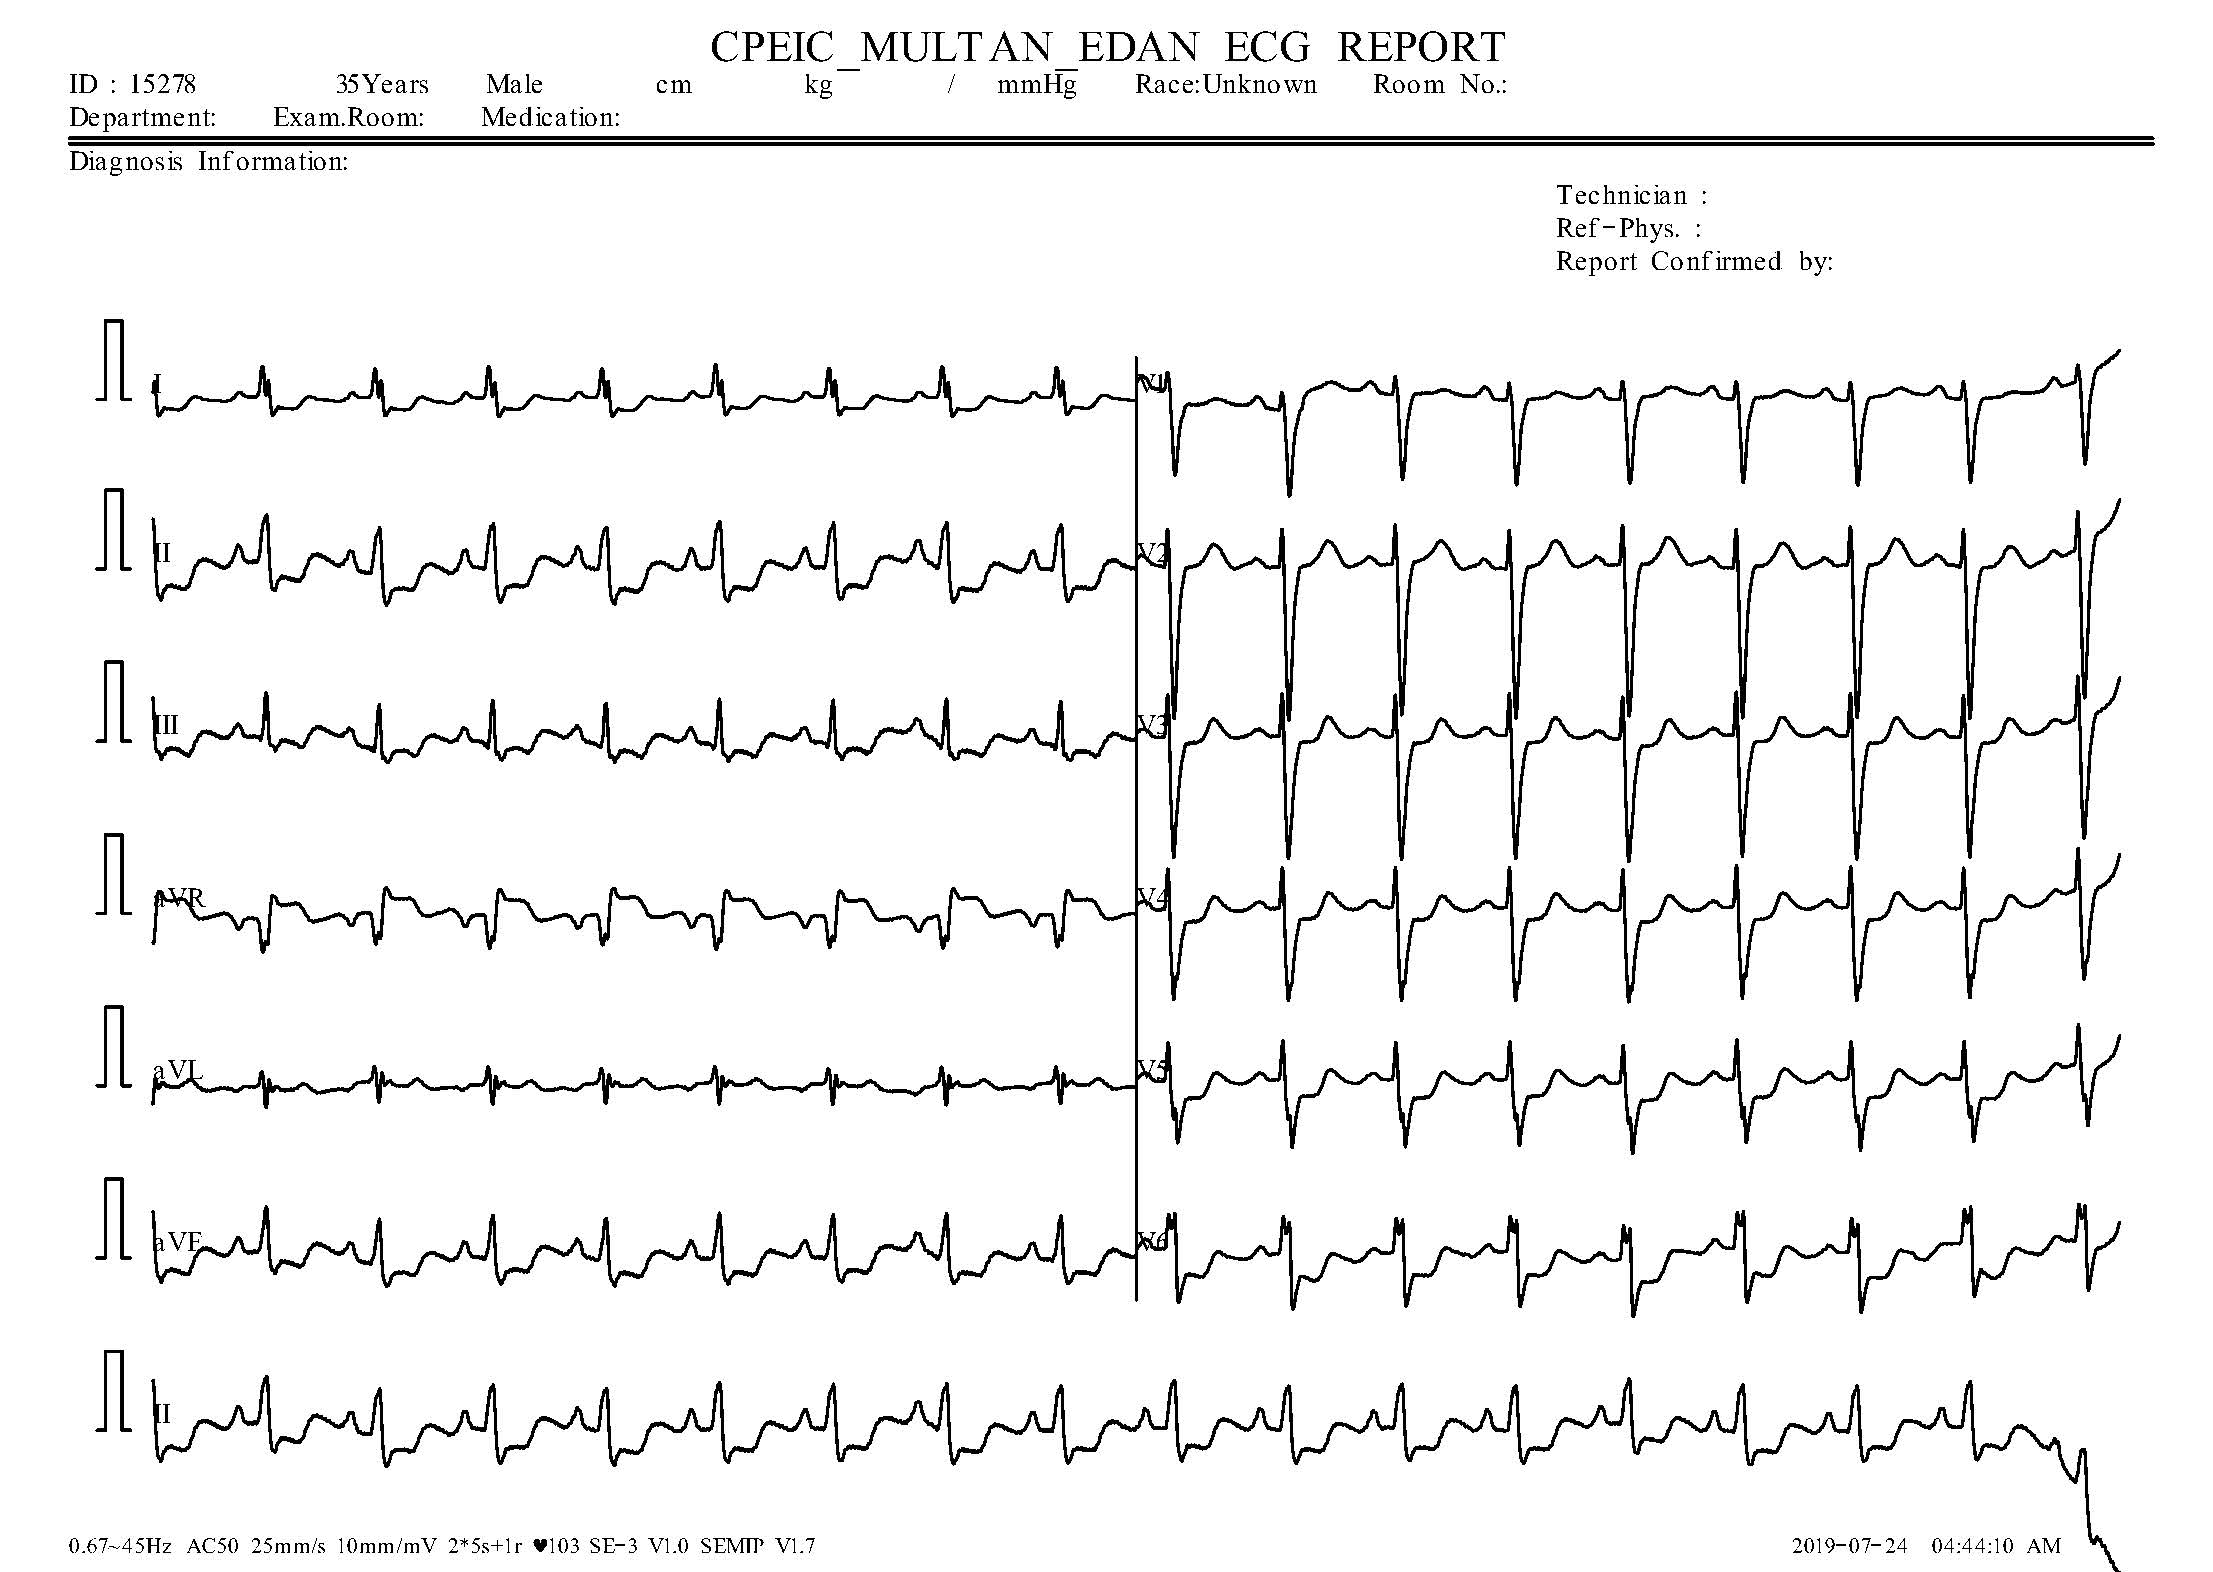 CPEIC_MULTAN_EDAN ECG REPORT
ID : 15278 35Years Male cm kg / mmHg Race:Unknown Room No.:
Department: Exam.Room: Medication:
Diagnosis Information:
Technician :
Ref-Phys. :
Report Confirmed by:
I V1
II V2
III V3
aVR V4
aVL V5
aVF V6
II
0.67~45Hz AC50 25mm/s 10mm/mV 2*5s+1r ♥103 SE-3 V1.0 SEMIP V1.7 2019-07-24 04:44:10 AM